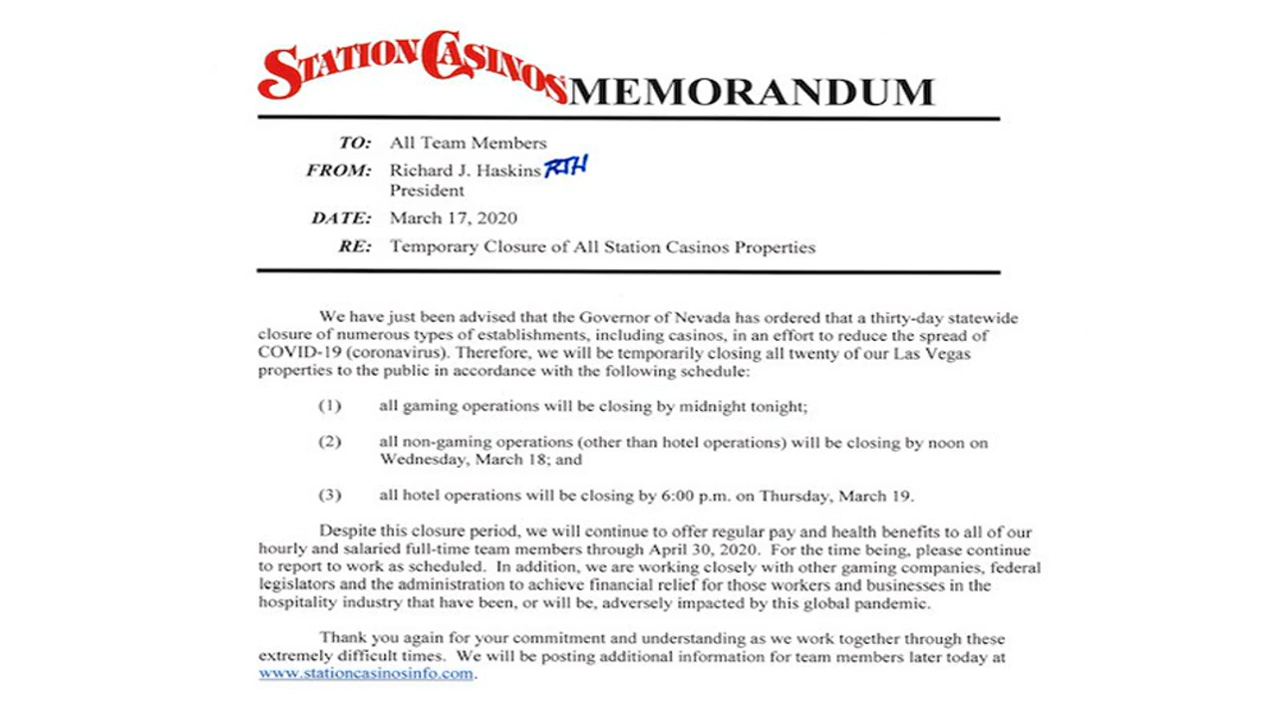 STATION CASINOS MEMORANDUM
TO: All Team Members
FROM: Richard J. Haskins RTH
President
DATE: March 17, 2020
RE: Temporary Closure of All Station Casinos Properties
We have just been advised that the Governor of Nevada has ordered that a thirty-day statewide
closure of numerous types of establishments, including casinos, in an effort to reduce the spread of
COVID-19 (coronavirus). Therefore, we will be temporarily closing all twenty of our Las Vegas
properties to the public in accordance with the following schedule:
(1) all gaming operations will be closing by midnight tonight;
(2) all non-gaming operations (other than hotel operations) will be closing by noon on
Wednesday, March 18; and
(3) all hotel operations will be closing by 6:00 p.m. on Thursday, March 19.
Despite this closure period, we will continue to offer regular pay and health benefits to all of our
hourly and salaried full-time team members through April 30, 2020. For the time being, please continue
to report to work as scheduled. In addition, we are working closely with other gaming companies, federal
legislators and the administration to achieve financial relief for those workers and businesses in the
hospitality industry that have been, or will be, adversely impacted by this global pandemic.
Thank you again for your commitment and understanding as we work together through these
extremely difficult times. We will be posting additional information for team members later today at
www.stationcasinosinfo.com.